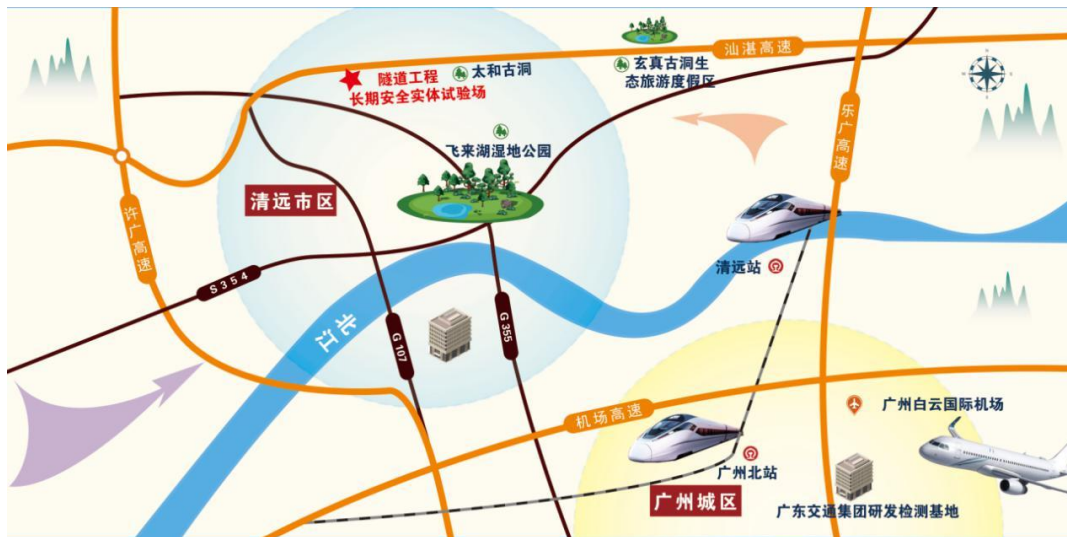 汕湛高速
玄真古洞生
态旅游度假区
太和古洞
隧道工程
长期安全实体试验场
乐广高速
飞来湖湿地公园
清远市区
许广高速
清远站
S354
北江
G 107
G 355
机场高速
广州白云国际机场
广州北站
广州城区
广东交通集团研发检测基地